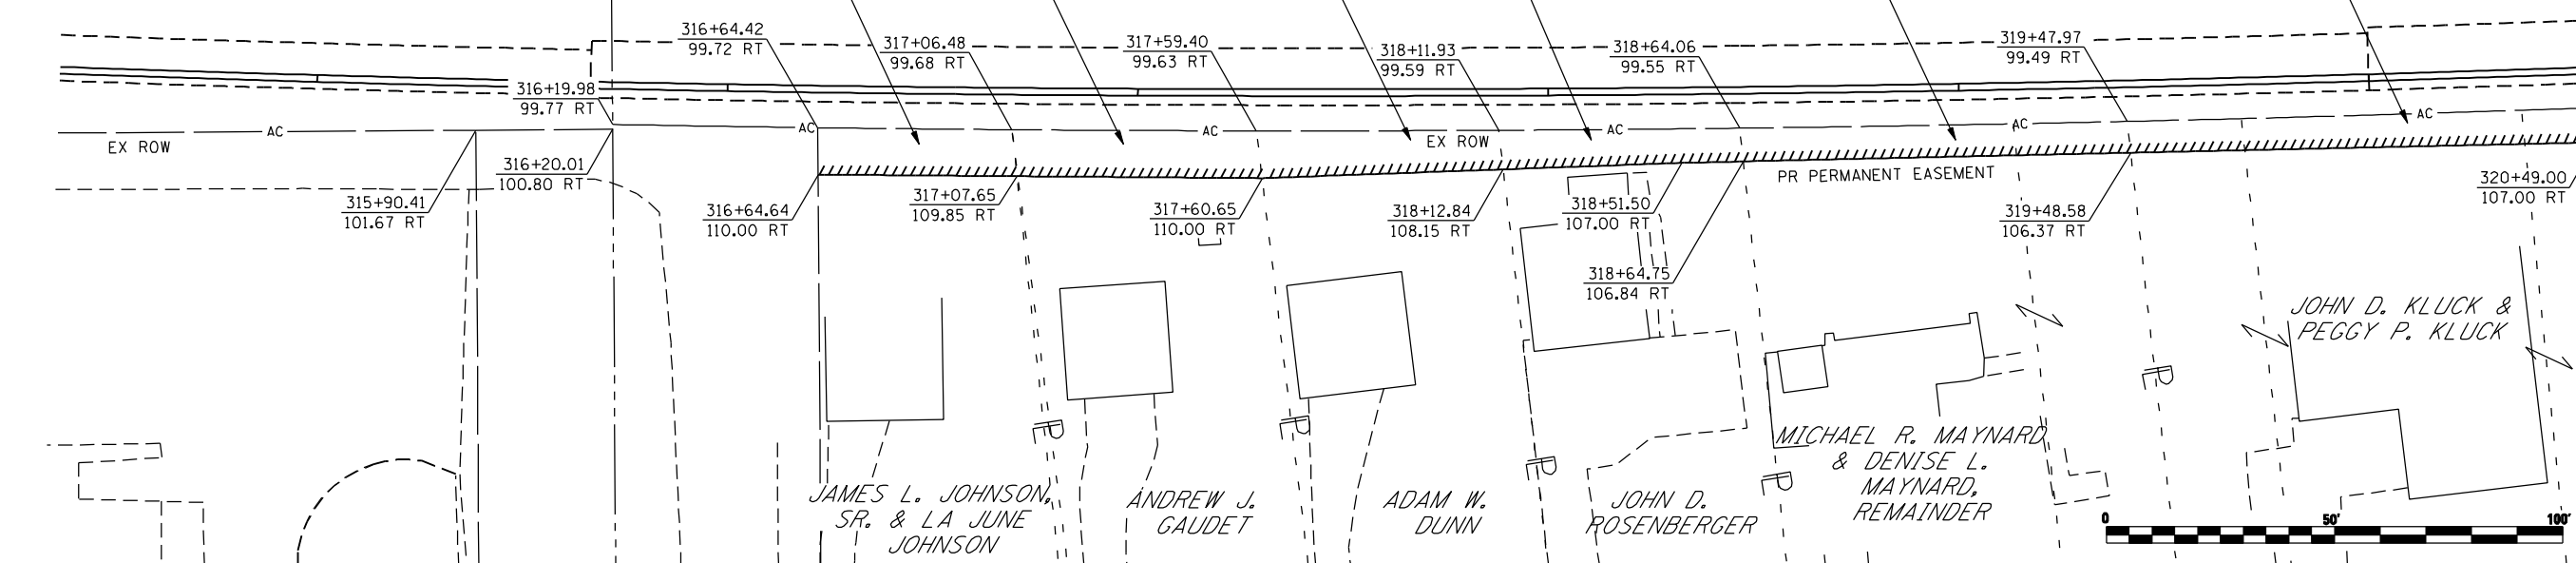 316+64.42
99.72 RT
317+06.48
99.68 RT
317+59.40
99.63 RT
318+11.93
99.59 RT
318+64.06
99.55 RT
319+47.97
99.49 RT
316+19.98
99.77 RT
AC
AC
AC
AC
AC
AC
EX ROW
EX ROW
316+20.01
100.80 RT
PR PERMANENT EASEMENT
315+90.41
101.67 RT
316+64.64
110.00 RT
317+07.65
109.85 RT
317+60.65
110.00 RT
318+12.84
108.15 RT
318+51.50
107.00 RT
319+48.58
106.37 RT
320+49.00
107.00 RT
318+64.75
106.84 RT
JOHN D. KLUCK &
PEGGY P. KLUCK
JAMES L. JOHNSON,
SR. & LA JUNE
JOHNSON
ANDREW J.
GAUDET
ADAM W.
DUNN
JOHN D.
ROSENBERGER
MICHAEL R. MAYNARD
& DENISE L.
MAYNARD,
REMAINDER
0 50' 100'